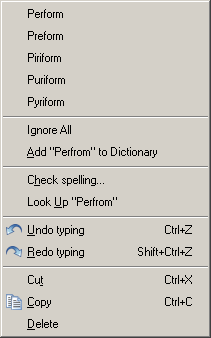 Perform
Preform
Piriform
Puriform
Pyriform
Ignore All
Add "Perfrom" to Dictionary
Check spelling...
Look Up "Perfrom"
Undo typing Ctrl+Z
Redo typing Shift+Ctrl+Z
Cut Ctrl+X
Copy Ctrl+C
Delete